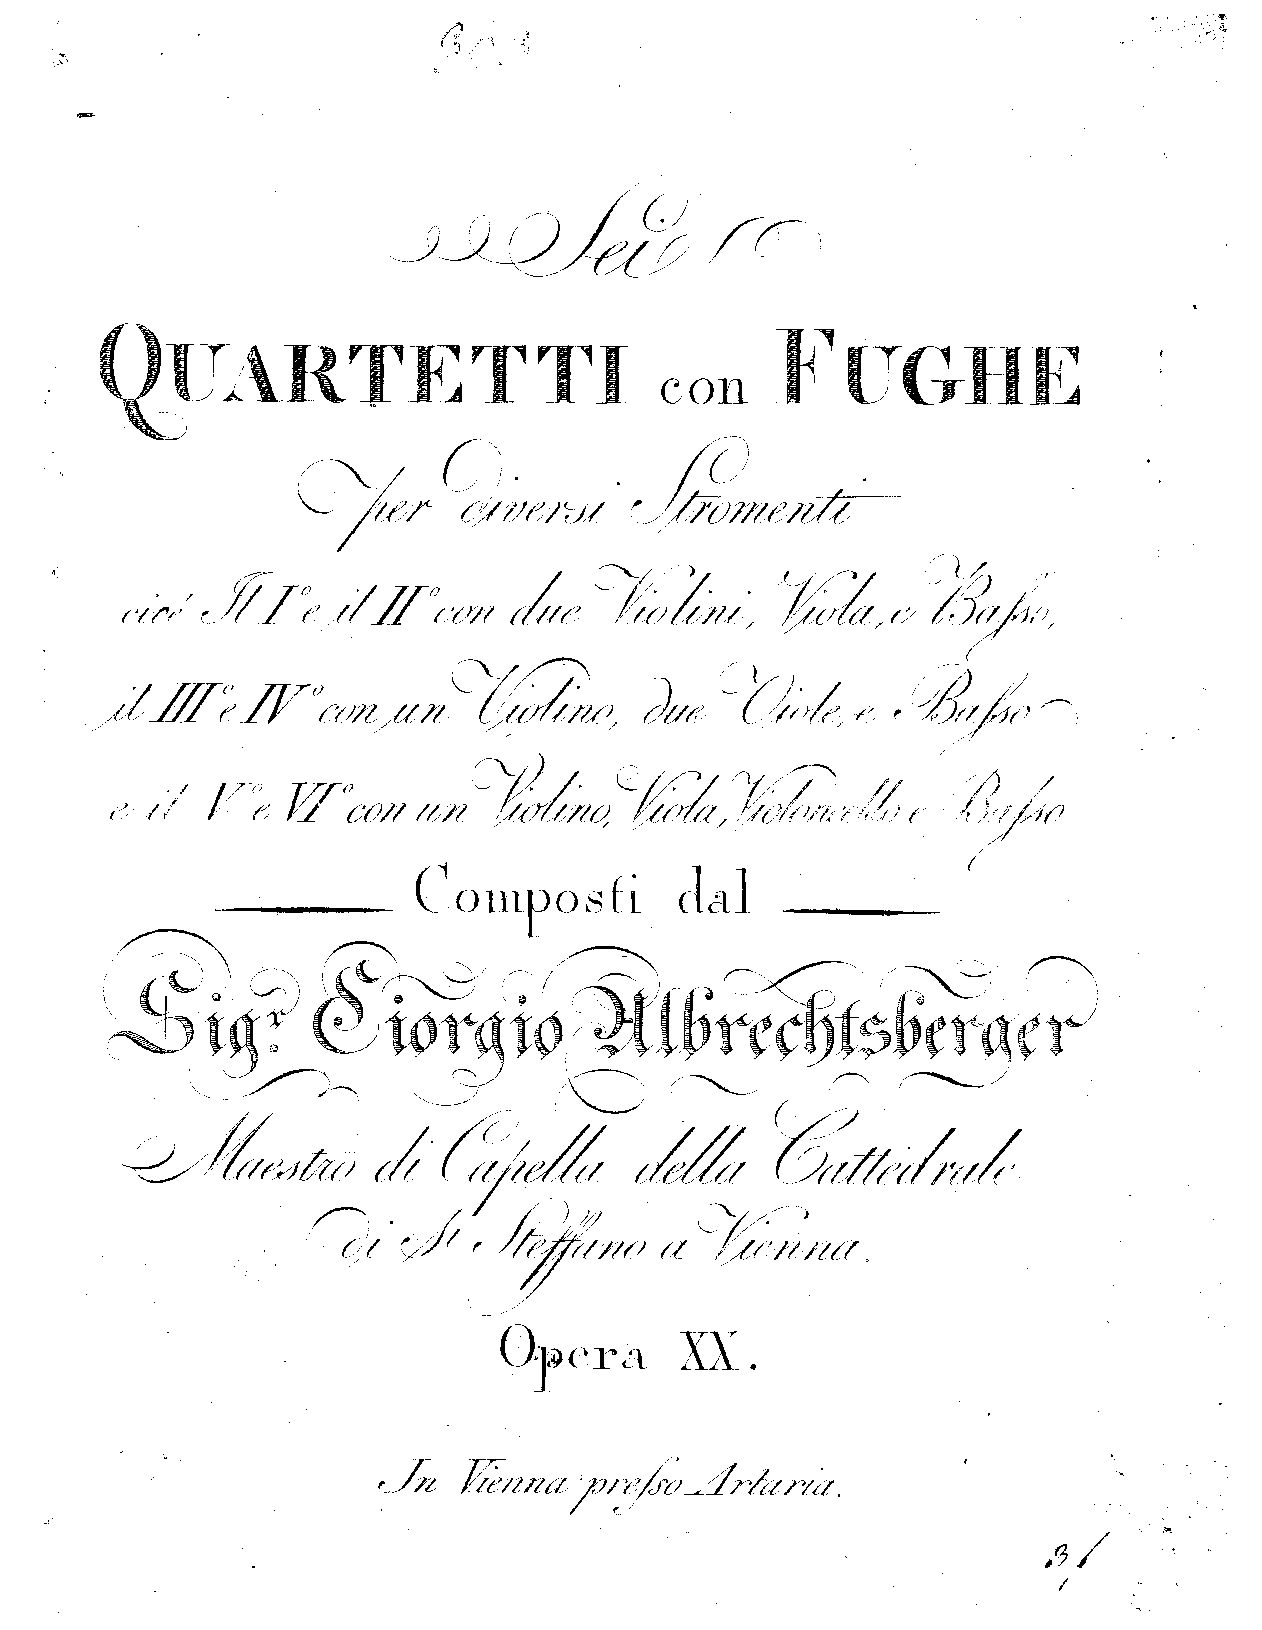 Sei
QUARTETTI con FUGHE
per diversi Stromenti
cioé Il I.° e il II.° con due Violini, Viola, e Baſso,
il III.° e IV.° con un Violino, due Viole, e Baſso
e il V.° e VI.° con un Violino, Viola, Violoncello e Baſso
Composti dal
Sig.r Giorgio Albrechtsberger
Maestro di Capella della Cattedrale
di St Steffano a Vienna.
Opera XX.
In Vienna preſso Artaria.